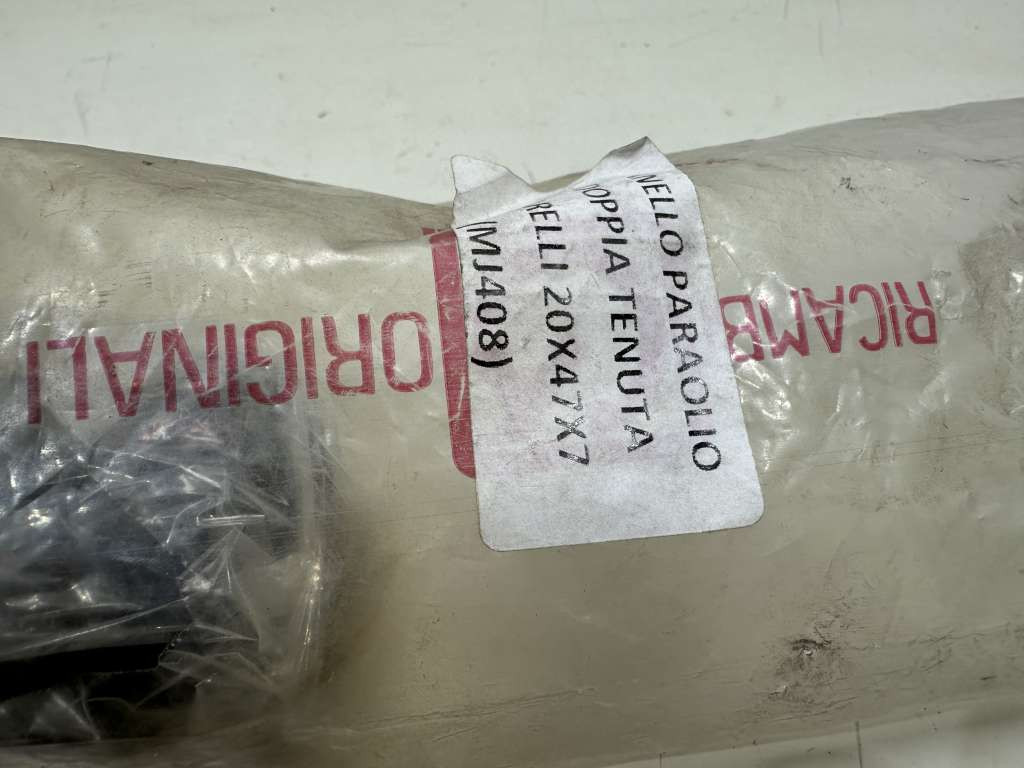 NELLO PARAOLIO
OPPIA TENUTA
RELLI 20X47X7
(MJ408)
RICAMB
ORIGINALI